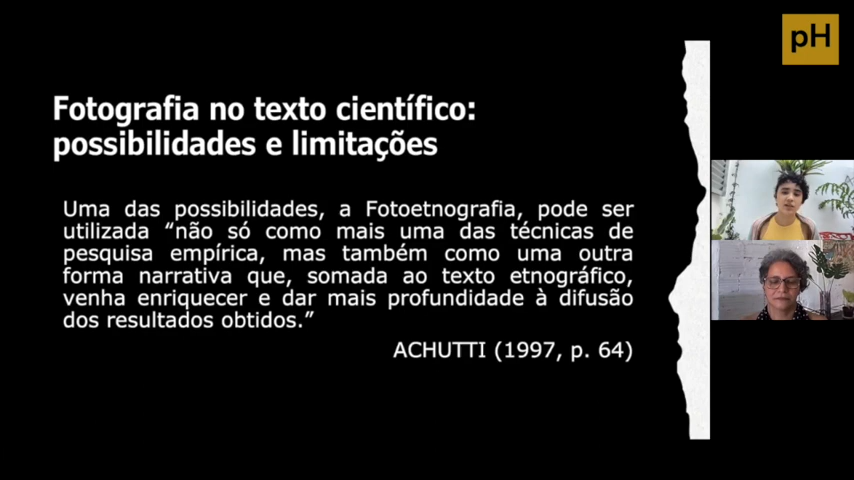 pH
Fotografia no texto científico:
possibilidades e limitações
Uma das possibilidades, a Fotoetnografia, pode ser
utilizada “não só como mais uma das técnicas de
pesquisa empírica, mas também como uma outra
forma narrativa que, somada ao texto etnográfico,
venha enriquecer e dar mais profundidade à difusão
dos resultados obtidos.”
ACHUTTI (1997, p. 64)